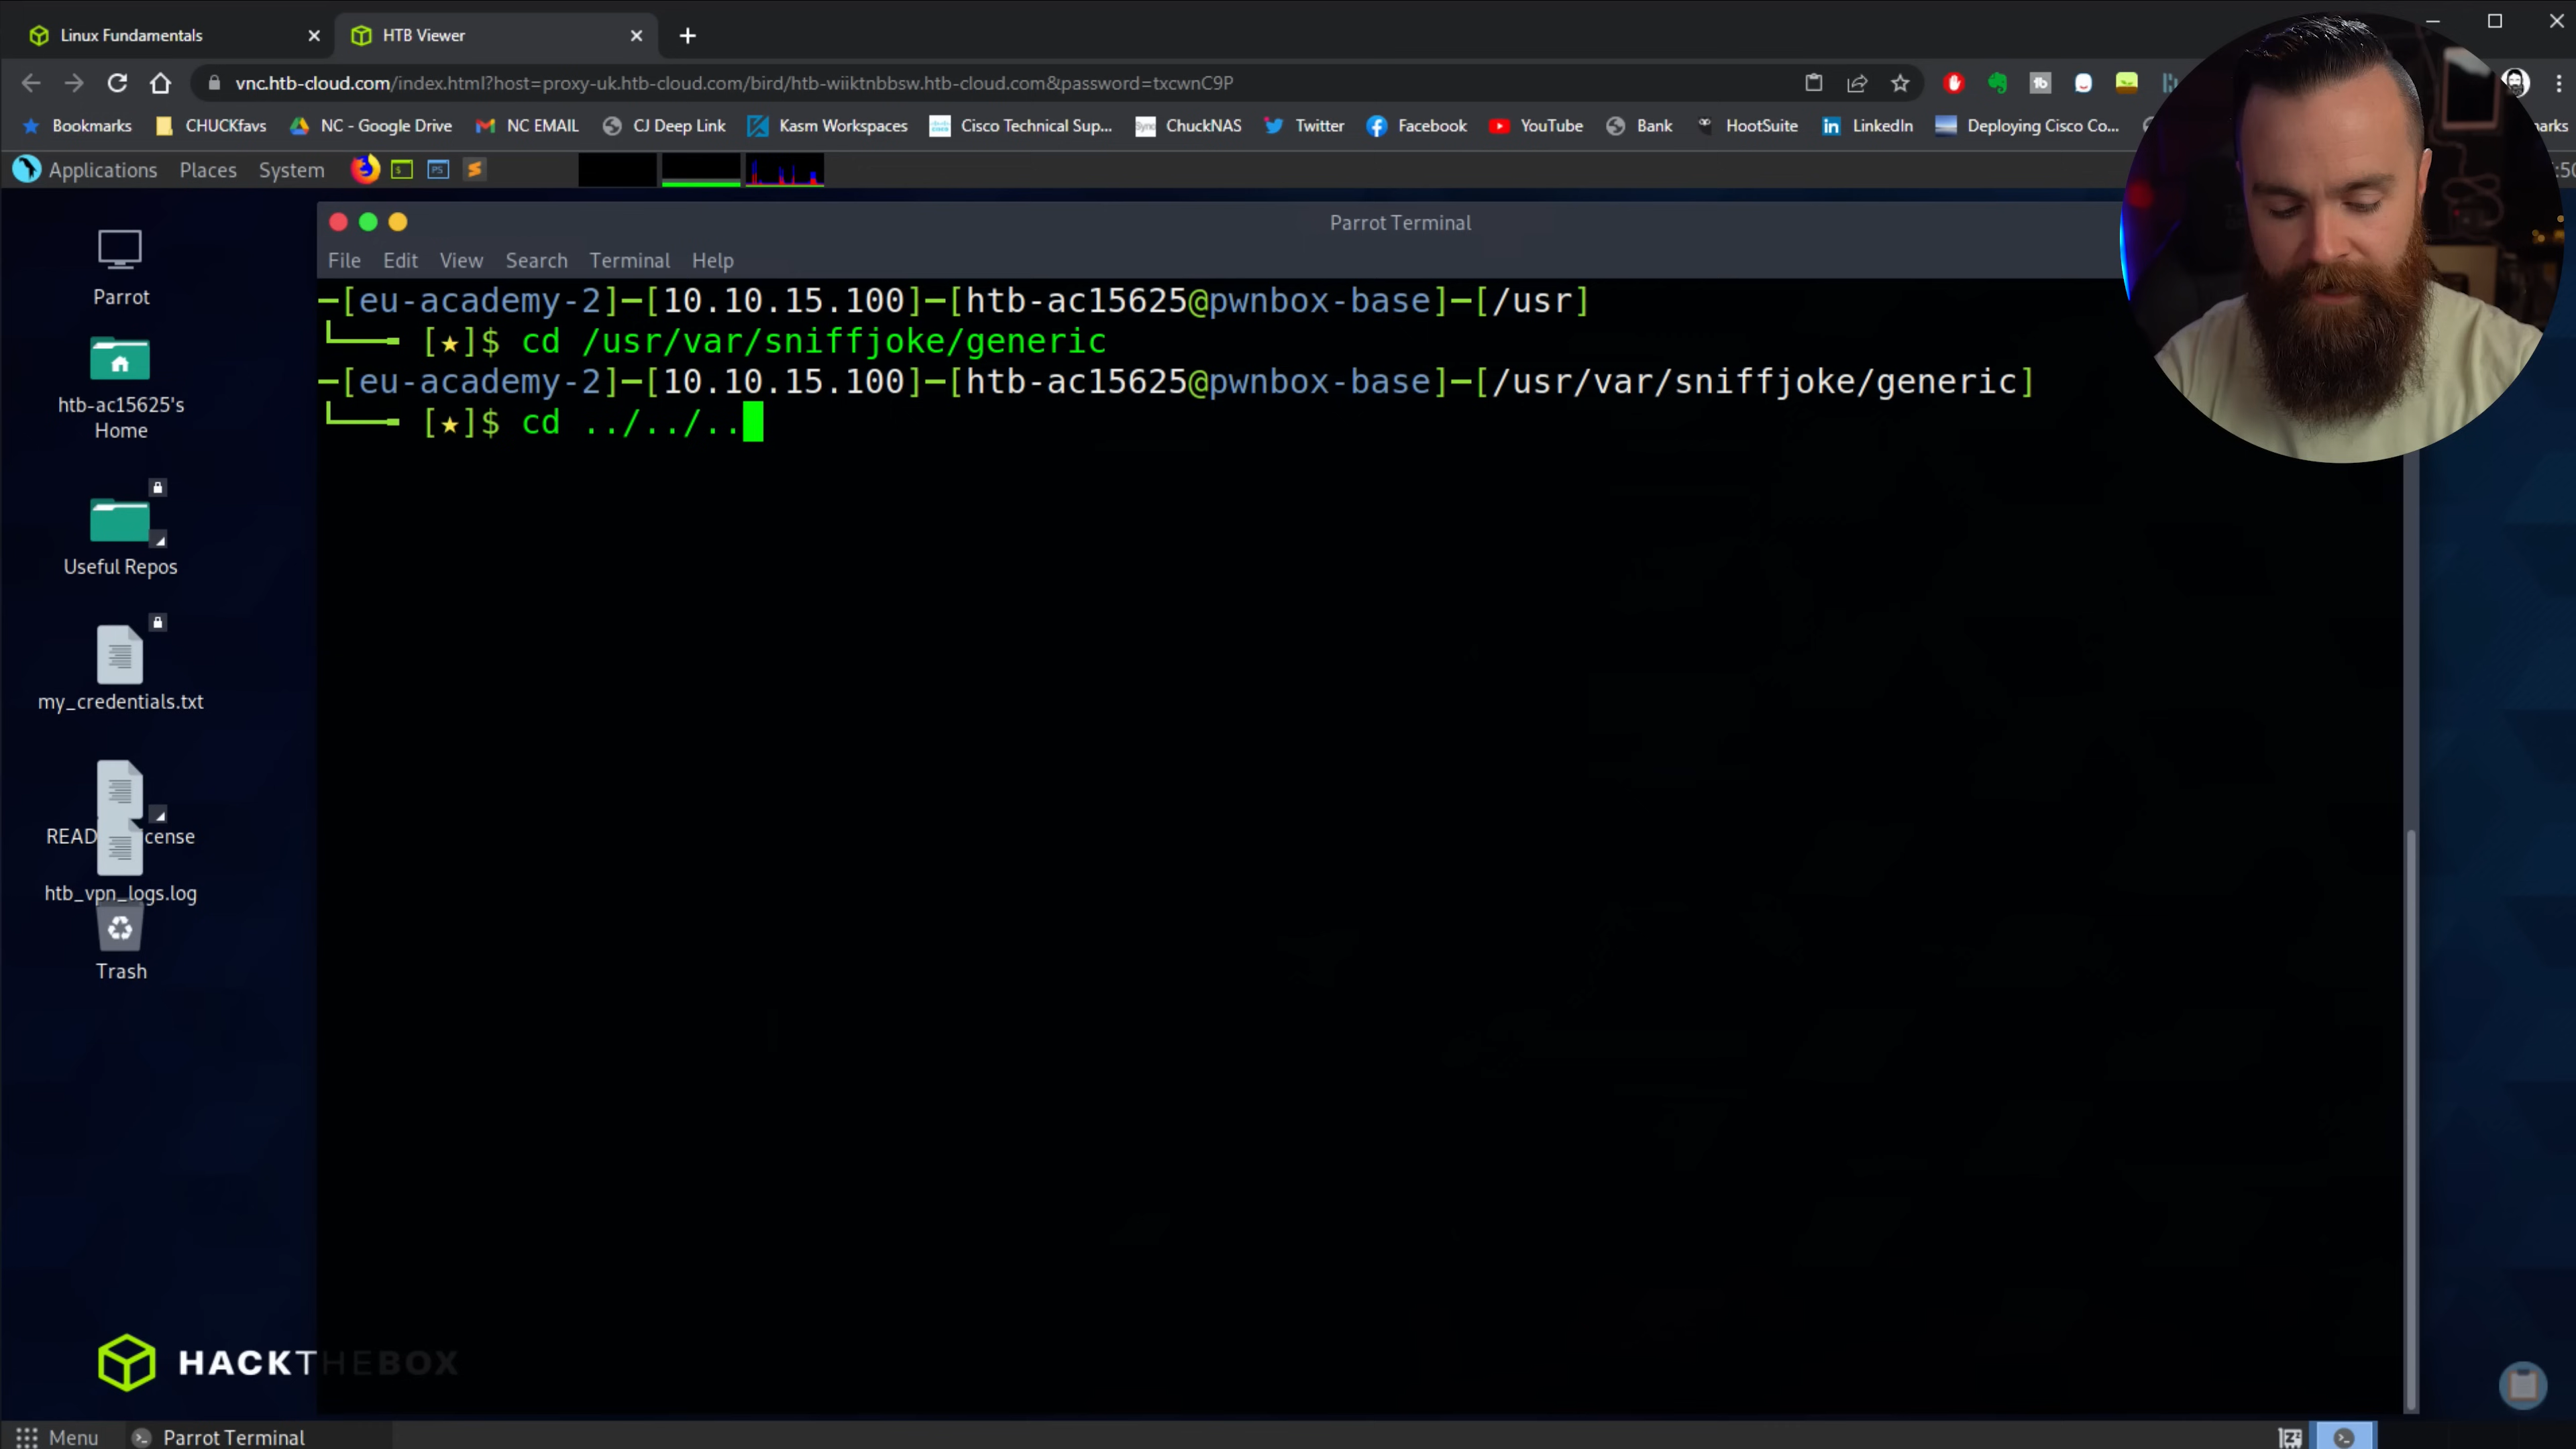 Linux Fundamentals
HTB Viewer
vnc.htb-cloud.com/index.html?host=proxy-uk.htb-cloud.com/bird/htb-wiiktnbbsw.htb-cloud.com&password=txcwnC9P
Bookmarks CHUCKfavs NC - Google Drive NC EMAIL CJ Deep Link Kasm Workspaces Cisco Technical Sup... ChuckNAS Twitter Facebook YouTube Bank HootSuite LinkedIn Deploying Cisco Co...
Applications Places System
Parrot Terminal
File Edit View Search Terminal Help
─[eu-academy-2]─[10.10.15.100]─[htb-ac15625@pwnbox-base]─[/usr]
└──╼ [★]$ cd /usr/var/sniffjoke/generic
─[eu-academy-2]─[10.10.15.100]─[htb-ac15625@pwnbox-base]─[/usr/var/sniffjoke/generic]
└──╼ [★]$ cd ../../..
Parrot
htb-ac15625's
Home
Useful Repos
my_credentials.txt
htb_vpn_logs.log
Trash
HACKTHEBOX
Menu Parrot Terminal